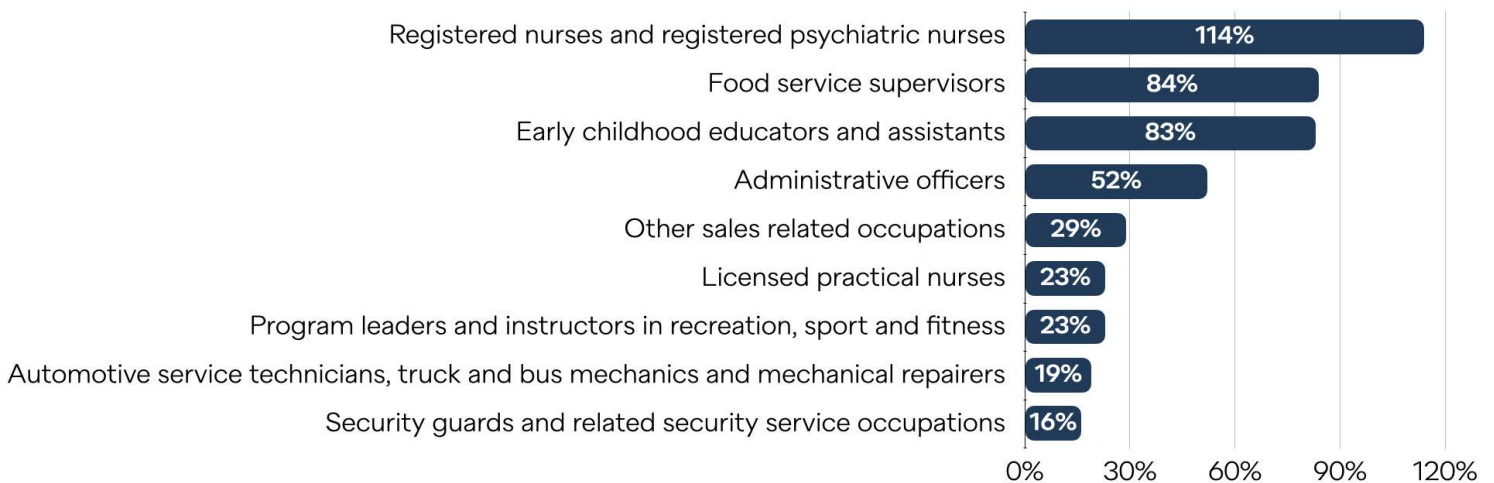 Registered nurses and registered psychiatric nurses 114%
Food service supervisors 84%
Early childhood educators and assistants 83%
Administrative officers 52%
Other sales related occupations 29%
Licensed practical nurses 23%
Program leaders and instructors in recreation, sport and fitness 23%
Automotive service technicians, truck and bus mechanics and mechanical repairers 19%
Security guards and related security service occupations 16%
0% 30% 60% 90% 120%